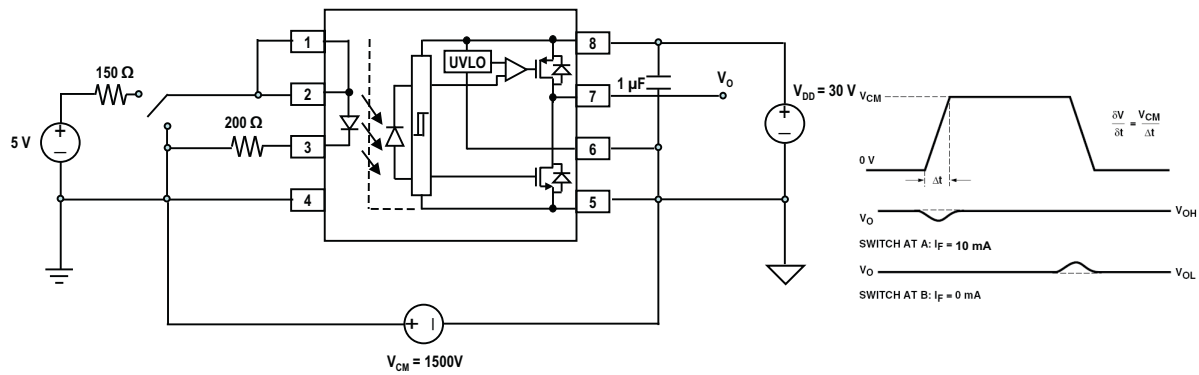 1
8
150 Ω
UVLO
1 µF
V_O
2
7
V_DD = 30 V
V_CM
δV/δt = V_CM/Δt
5 V
200 Ω
3
6
0 V
Δt
4
5
V_O
V_OH
SWITCH AT A: I_F = 10 mA
V_O
V_OL
SWITCH AT B: I_F = 0 mA
V_CM = 1500V